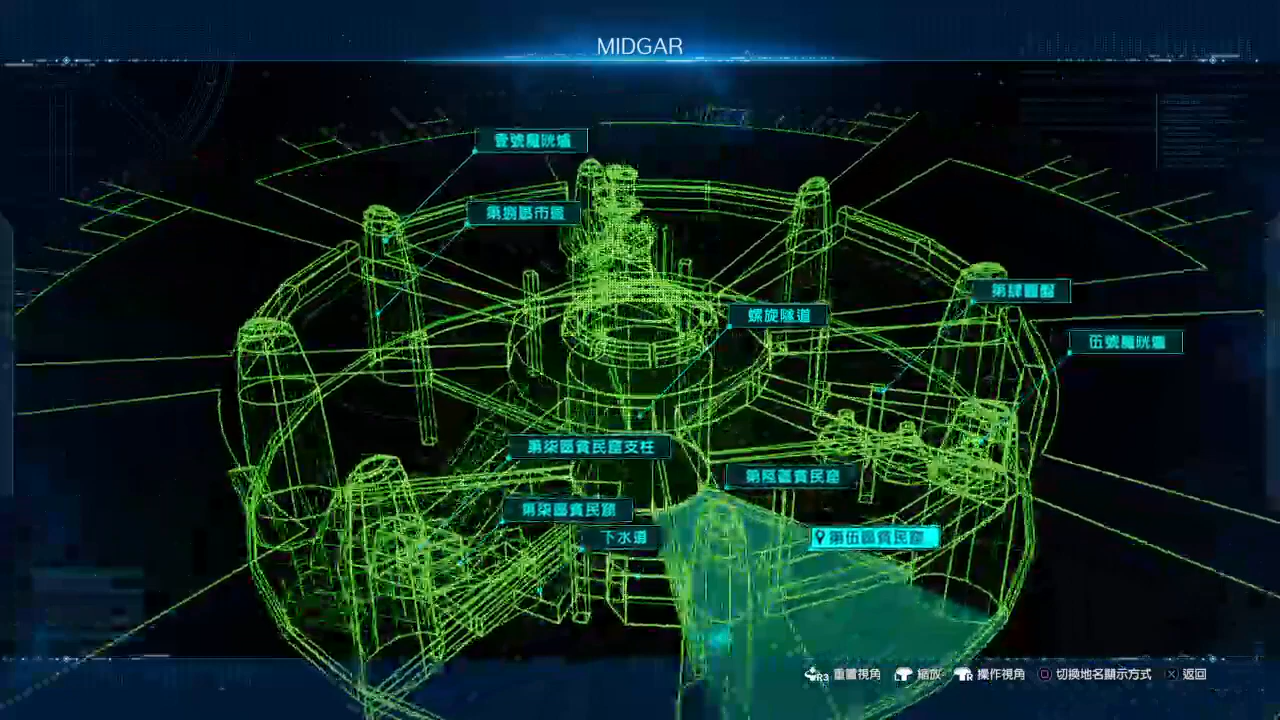 MIDGAR
壹號魔晄爐
第捌區市區
第肆圓盤
螺旋隧道
伍號魔晄爐
第柒區貧民窟支柱
第陸區貧民窟
第柒區貧民窟
下水道
第伍區貧民窟
R3 重置視角 縮放 R 操作視角 切換地名顯示方式 返回